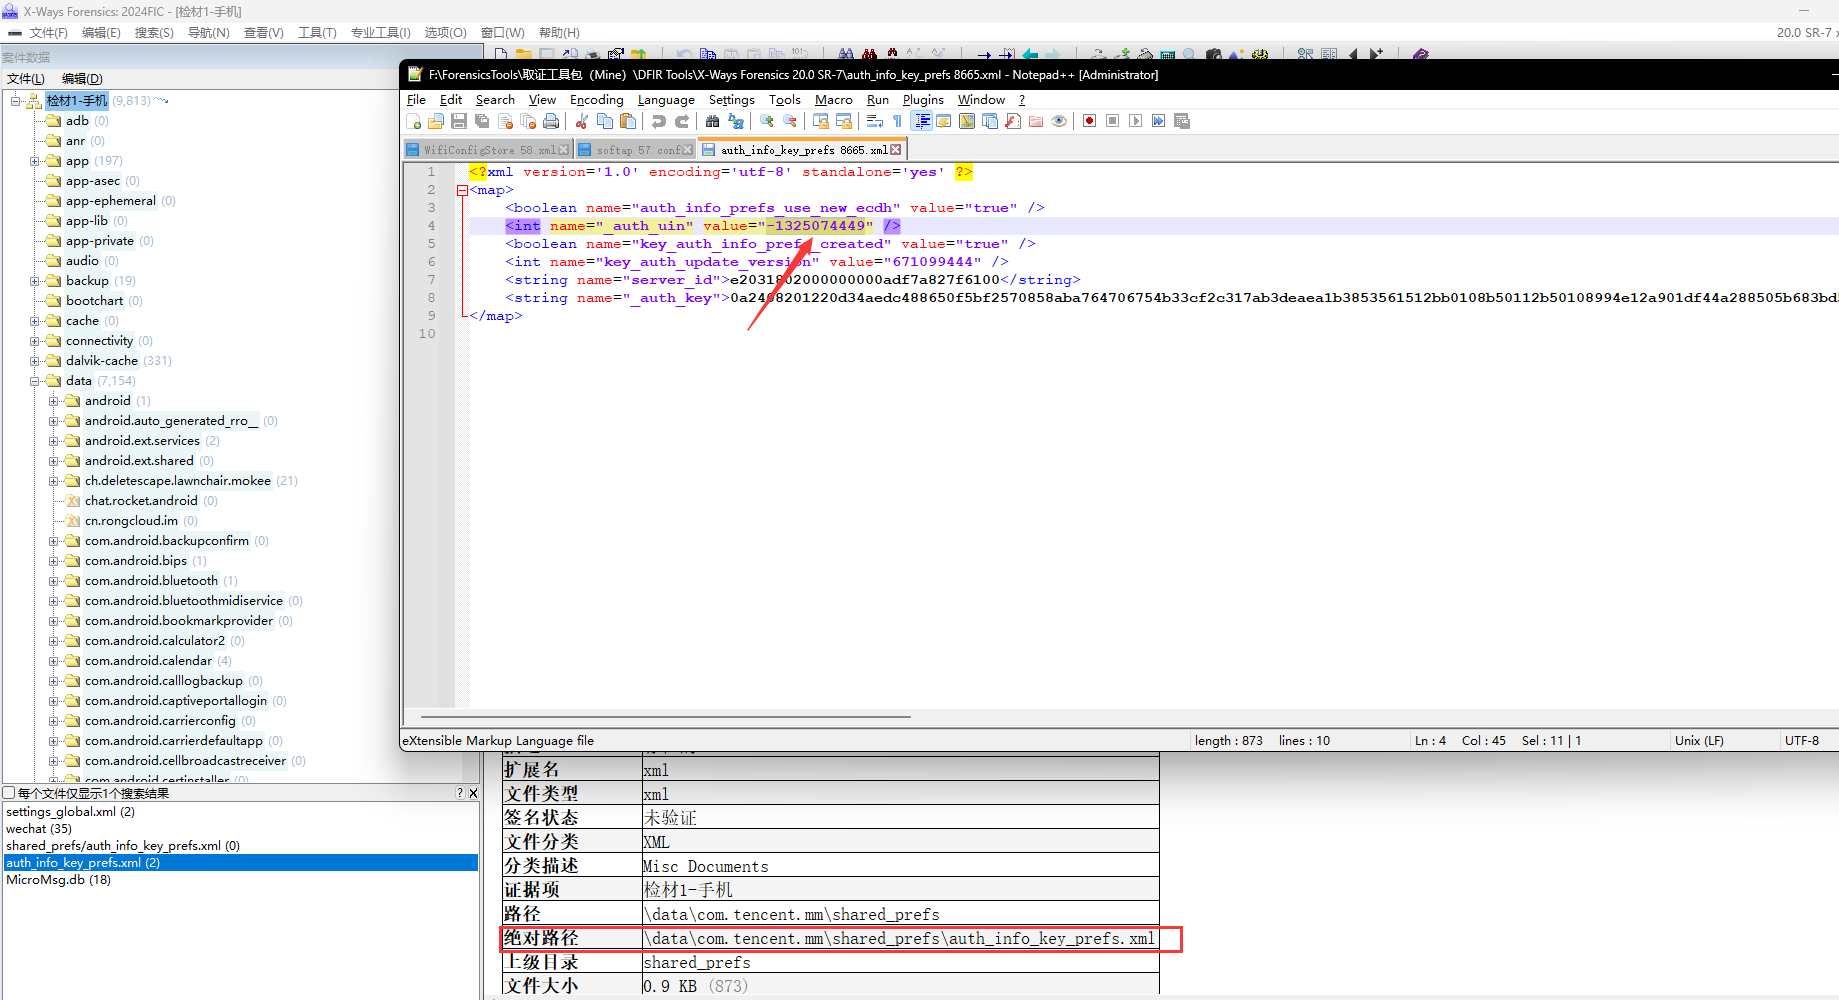 X-Ways Forensics: 2024FIC - [检材1-手机]
文件(F) 编辑(E) 搜索(S) 导航(N) 查看(V) 工具(T) 专业工具(I) 选项(O) 窗口(W) 帮助(H)
20.0 SR-7 x
案件数据
文件(L) 编辑(D)
检材1-手机 (9,813)
adb (0)
anr (0)
app (197)
app-asec (0)
app-ephemeral (0)
app-lib (0)
app-private (0)
audio (0)
backup (19)
bootchart (0)
cache (0)
connectivity (0)
dalvik-cache (331)
data (7,154)
android (1)
android.auto_generated_rro__ (0)
android.ext.services (2)
android.ext.shared (0)
ch.deletescape.lawnchair.mokee (21)
chat.rocket.android (0)
cn.rongcloud.im (0)
com.android.backupconfirm (0)
com.android.bips (1)
com.android.bluetooth (1)
com.android.bluetoothmidiservice (0)
com.android.bookmarkprovider (0)
com.android.calculator2 (0)
com.android.calendar (4)
com.android.calllogbackup (0)
com.android.captiveportallogin (0)
com.android.carrierconfig (0)
com.android.carrierdefaultapp (0)
com.android.cellbroadcastreceiver (0)
com.android.certinstaller (0)
每个文件仅显示1个搜索结果 ? X
settings_global.xml (2)
wechat (35)
shared_prefs/auth_info_key_prefs.xml (0)
auth_info_key_prefs.xml (2)
MicroMsg.db (18)
F:\ForensicsTools\取证工具包（Mine）\DFIR Tools\X-Ways Forensics 20.0 SR-7\auth_info_key_prefs 8665.xml - Notepad++ [Administrator]
File Edit Search View Encoding Language Settings Tools Macro Run Plugins Window ?
WifiConfigStore 58.xml softap 57.conf auth_info_key_prefs 8665.xml
1 <?xml version='1.0' encoding='utf-8' standalone='yes' ?>
2 <map>
3 <boolean name="auth_info_prefs_use_new_ecdh" value="true" />
4 <int name="_auth_uin" value="-1325074449" />
5 <boolean name="key_auth_info_prefs_created" value="true" />
6 <int name="key_auth_update_version" value="671099444" />
7 <string name="server_id">e2031802000000000adf7a827f6100</string>
8 <string name="_auth_key">0a2408201220d34aedc488650f5bf2570858aba764706754b33cf2c317ab3deaea1b3853561512bb0108b50112b50108994e12a901df44a288505b683bd5
9 </map>
10
eXtensible Markup Language file length : 873 lines : 10 Ln : 4 Col : 45 Sel : 11 | 1 Unix (LF) UTF-8
扩展名 xml
文件类型 xml
签名状态 未验证
文件分类 XML
分类描述 Misc Documents
证据项 检材1-手机
路径 \data\com.tencent.mm\shared_prefs
绝对路径 \data\com.tencent.mm\shared_prefs\auth_info_key_prefs.xml
上级目录 shared_prefs
文件大小 0.9 KB (873)